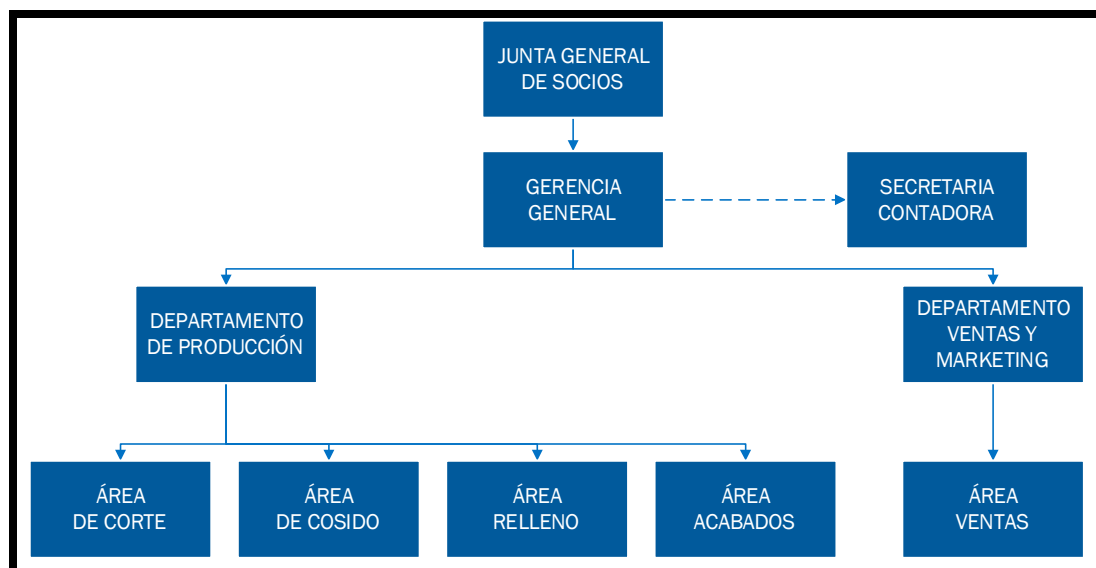 JUNTA GENERAL
DE SOCIOS
GERENCIA
GENERAL
SECRETARIA
CONTADORA
DEPARTAMENTO
DE PRODUCCIÓN
DEPARTAMENTO
VENTAS Y
MARKETING
ÁREA
DE CORTE
ÁREA
DE COSIDO
ÁREA
RELLENO
ÁREA
ACABADOS
ÁREA
VENTAS